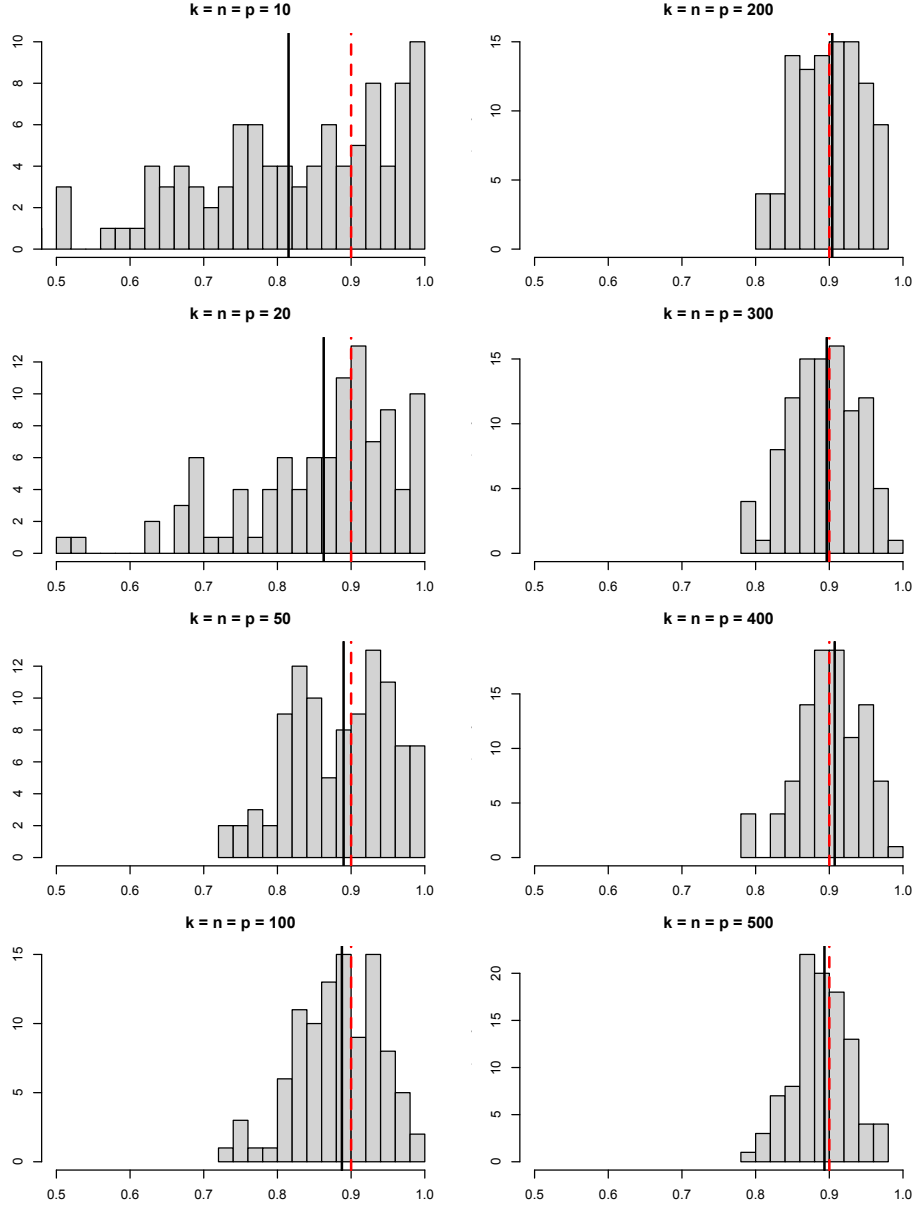 k = n = p = 10
10
8
6
4
2
0
0.5 0.6 0.7 0.8 0.9 1.0
k = n = p = 200
15
10
5
0
0.5 0.6 0.7 0.8 0.9 1.0
k = n = p = 20
12
10
8
6
4
2
0
0.5 0.6 0.7 0.8 0.9 1.0
k = n = p = 300
15
10
5
0
0.5 0.6 0.7 0.8 0.9 1.0
k = n = p = 50
12
10
8
6
4
2
0
0.5 0.6 0.7 0.8 0.9 1.0
k = n = p = 400
15
10
5
0
0.5 0.6 0.7 0.8 0.9 1.0
k = n = p = 100
15
10
5
0
0.5 0.6 0.7 0.8 0.9 1.0
k = n = p = 500
20
15
10
5
0
0.5 0.6 0.7 0.8 0.9 1.0